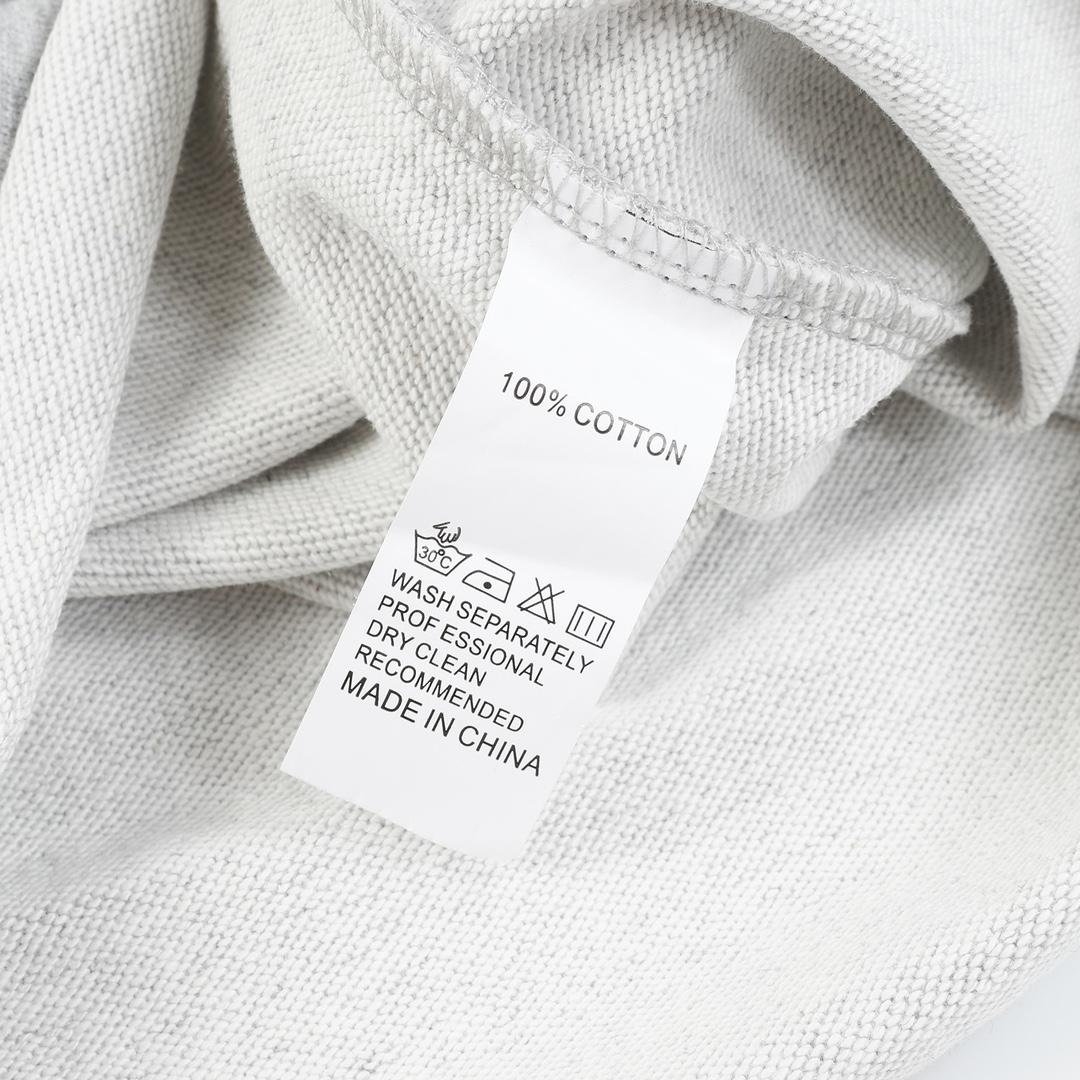 100% COTTON
30°C
WASH SEPARATELY
PROF ESSIONAL
DRY CLEAN
RECOMMENDED
MADE IN CHINA